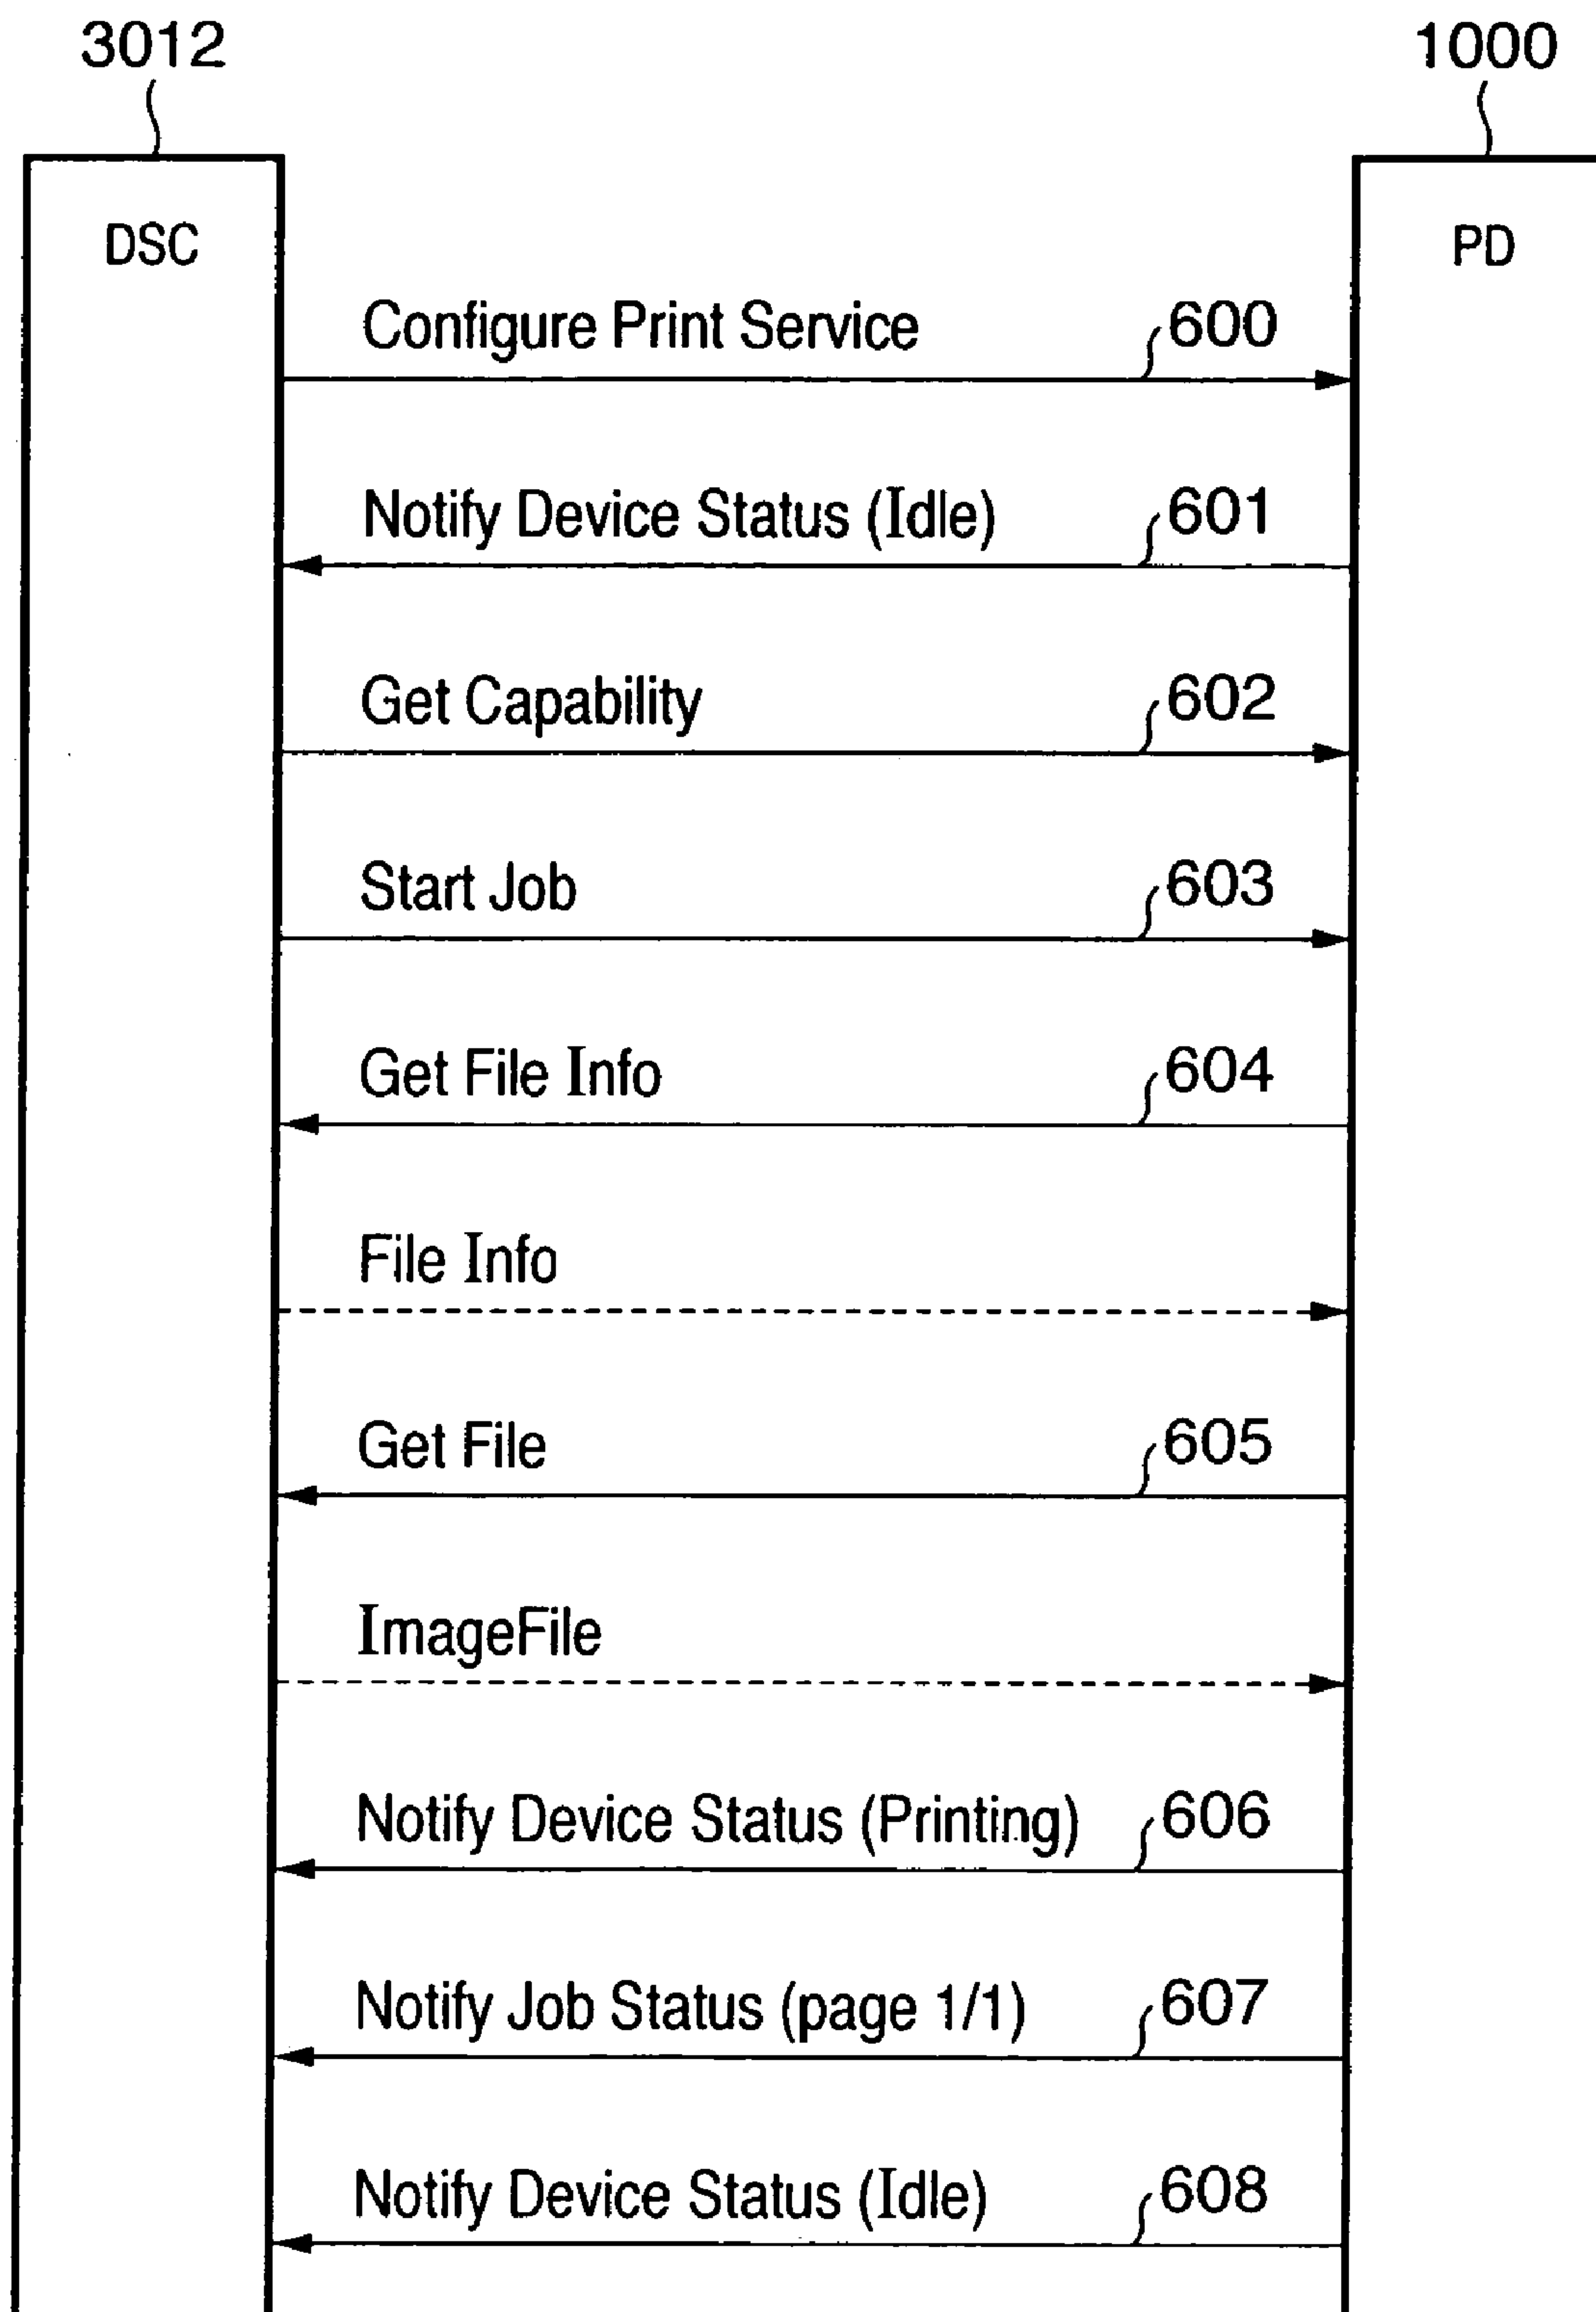 3012
1000
DSC
PD
Configure Print Service
600
Notify Device Status (Idle)
601
Get Capability
602
Start Job
603
Get File Info
604
File Info
Get File
605
ImageFile
Notify Device Status (Printing)
606
Notify Job Status (page 1/1)
607
Notify Device Status (Idle)
608